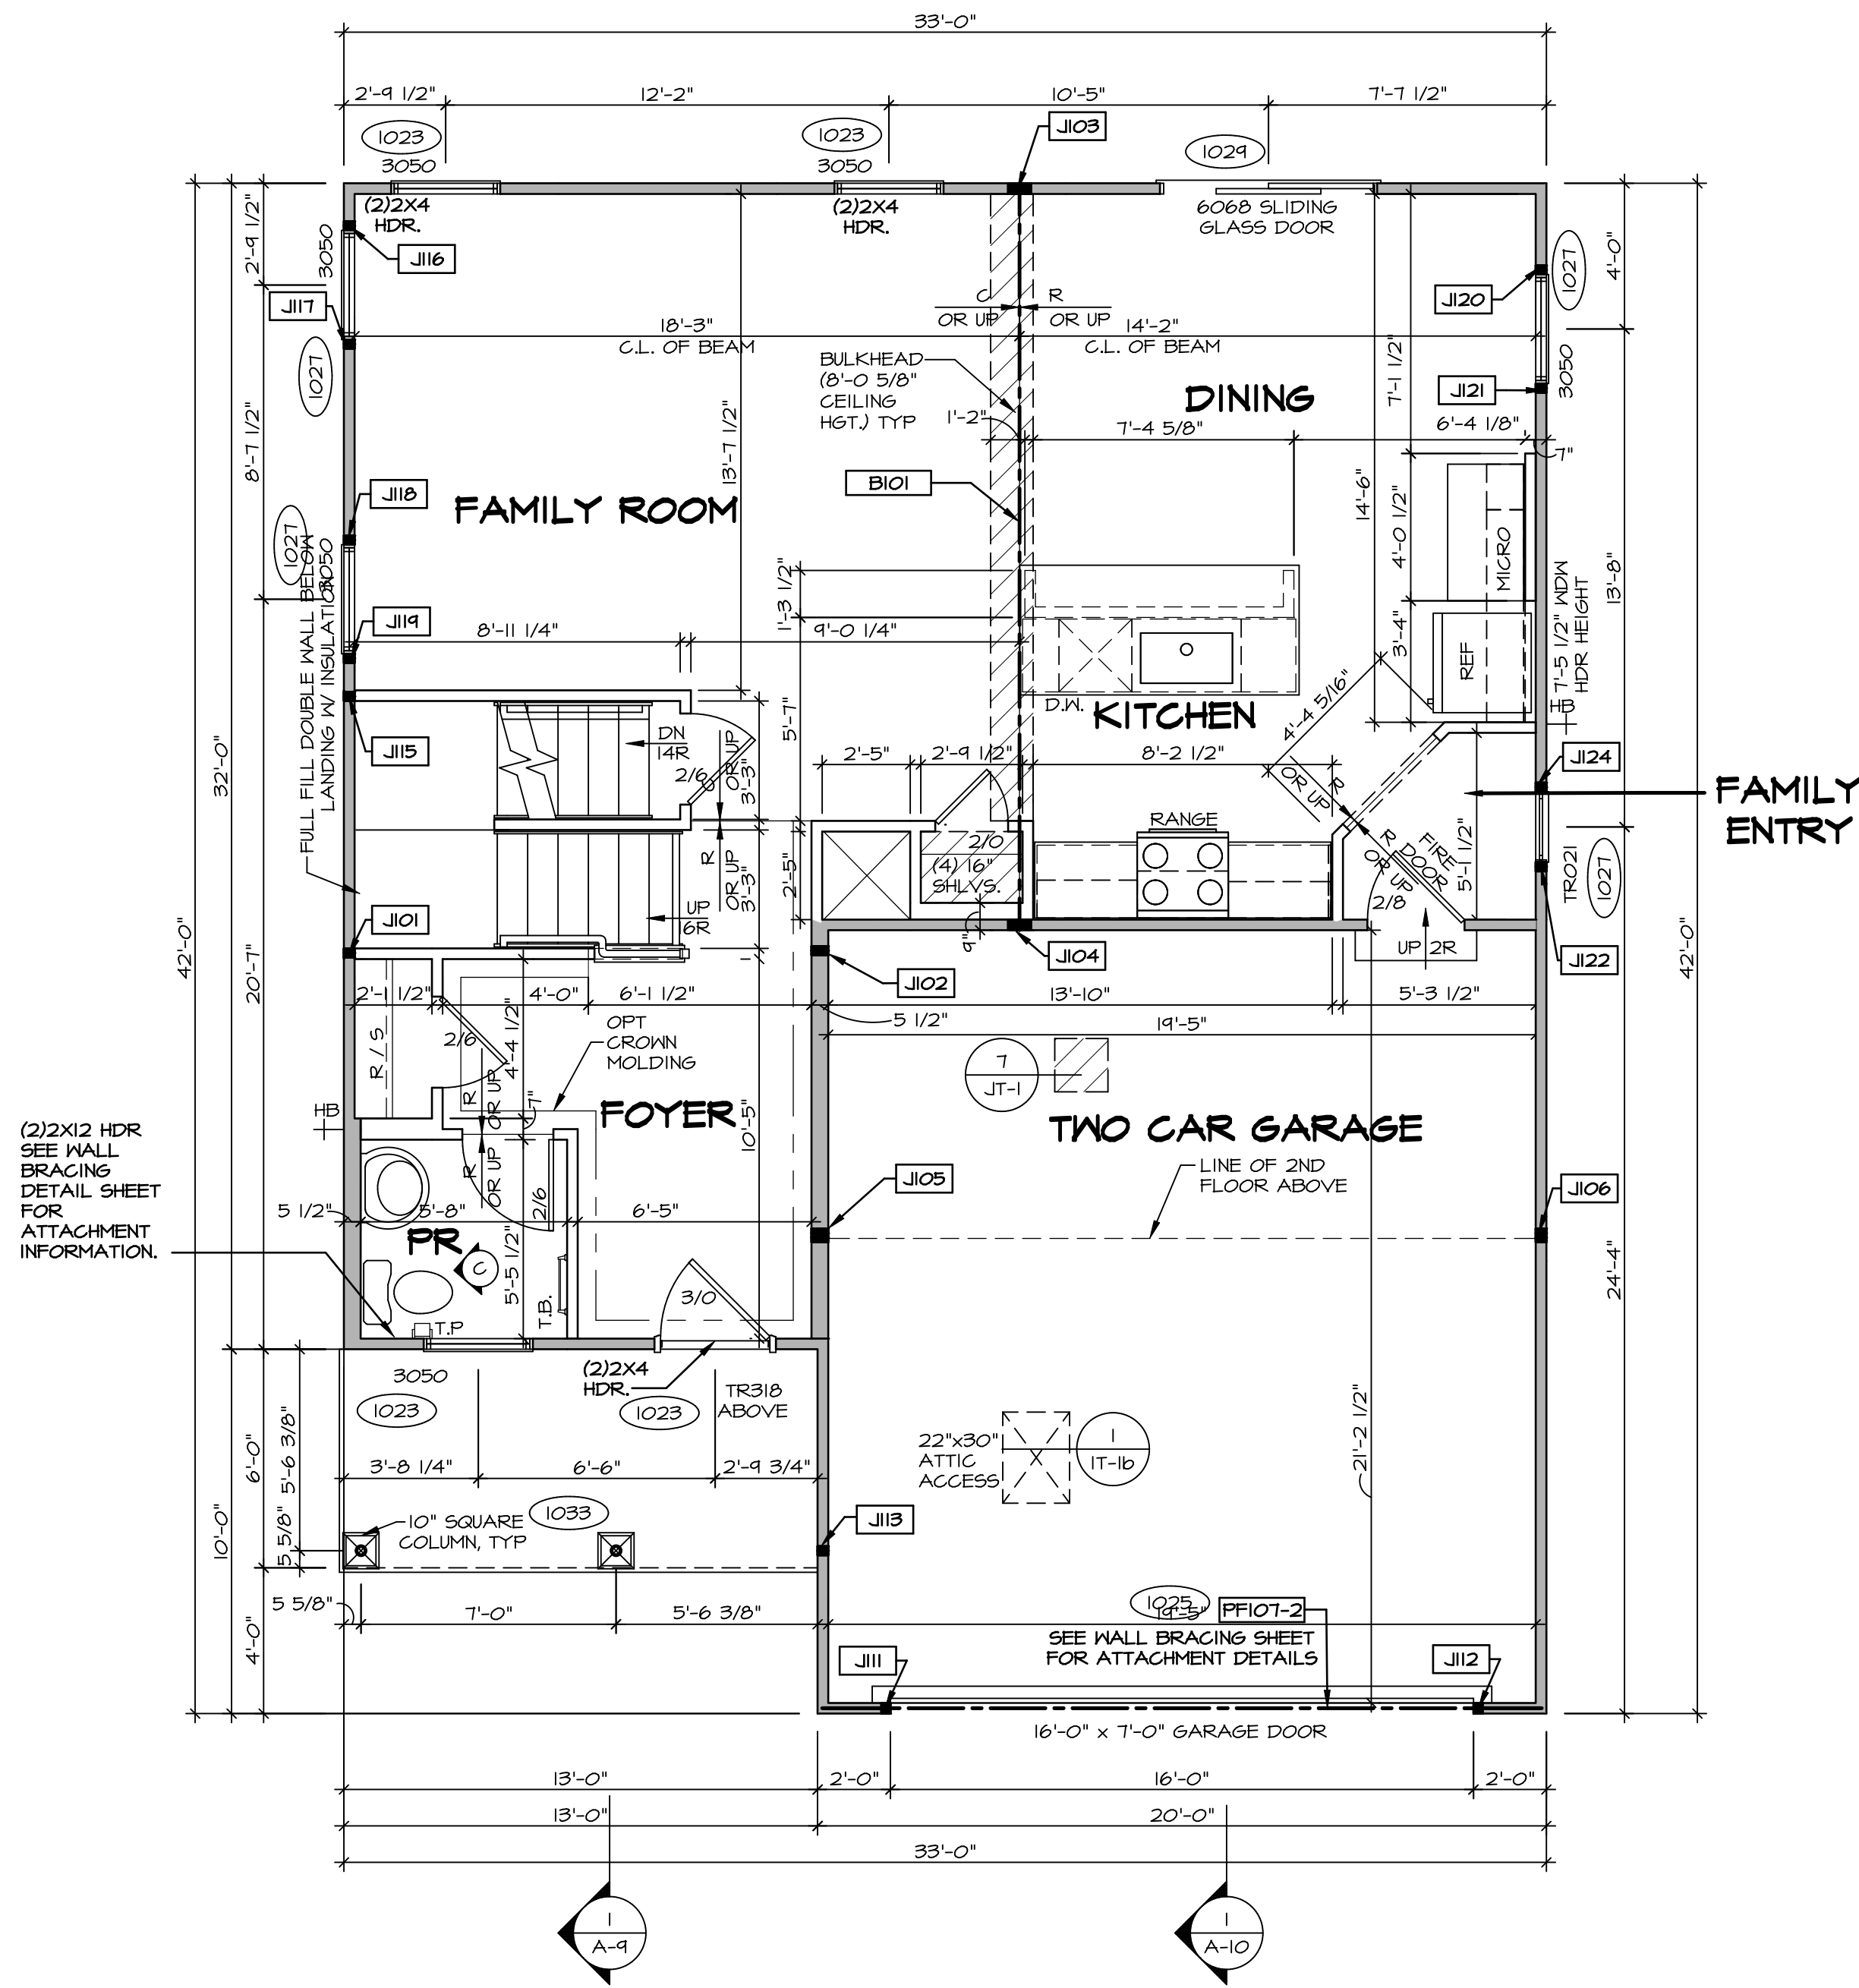 33'-0"
2'-9 1/2"
12'-2"
10'-5"
7'-7 1/2"
1023
3050
1023
3050
J103
1029
(2)2X4
HDR.
(2)2X4
HDR.
6068 SLIDING
GLASS DOOR
2'-9 1/2"
3050
J116
J117
1027
8'-7 1/2"
C
OR UP
R
OR UP
18'-3"
C.L. OF BEAM
14'-2"
C.L. OF BEAM
J120
1027
4'-0"
J121
3050
BULKHEAD
(8'-0 5/8"
CEILING
HGT.) TYP
DINING
7'-1 1/2"
1'-2"
7'-4 5/8"
6'-4 1/8"
7"
13'-7 1/2"
B101
J118
FAMILY ROOM
14'-6"
4'-0 1/2"
MICRO
1027
3050
J119
FULL FILL DOUBLE WALL BELOW
LANDING W/ INSULATION
1'-3 1/2"
8'-11 1/4"
9'-0 1/4"
3'-4"
REF
7'-5 1/2" WDW
HDR HEIGHT
13'-8"
HB
D.W.
KITCHEN
4'-4 5/16"
5'-7"
J115
DN
14R
2/6
R
OR UP
3'-3"
2'-5"
2'-9 1/2"
8'-2 1/2"
R
OR UP
J124
FAMILY
ENTRY
32'-0"
42'-0"
20'-7"
RANGE
2/0
(4) 16"
SHLVS.
2'-5"
R
OR UP
3'-3"
UP
6R
R
OR UP
FIRE
DOOR
2/8
5'-1 1/2"
TR021
1027
J101
9"
J104
UP 2R
J122
42'-0"
J102
2'-1 1/2"
4'-0"
6'-1 1/2"
13'-10"
5'-3 1/2"
5 1/2"
19'-5"
R / S
2/6
4'-4 1/2"
OPT
CROWN
MOLDING
R
OR UP
7"
7
JT-1
HB
FOYER
10'-5"
TWO CAR GARAGE
(2)2X12 HDR
SEE WALL
BRACING
DETAIL SHEET
FOR
ATTACHMENT
INFORMATION.
R
OR UP
2/6
5 1/2"
5'-8"
6'-5"
PR
C
5'-5 1/2"
T.B.
T.P
J105
LINE OF 2ND
FLOOR ABOVE
J106
24'-4"
3/0
3050
1023
(2)2X4
HDR.
1023
TR318
ABOVE
21'-2 1/2"
6'-0"
5'-6 3/8"
10'-0"
3'-8 1/4"
6'-6"
2'-9 3/4"
22"x30"
ATTIC
ACCESS
1
1T-1b
1033
10" SQUARE
COLUMN, TYP
J113
5 5/8"
5 5/8"
7'-0"
5'-6 3/8"
1025
19'-5"
PF107-2
SEE WALL BRACING SHEET
FOR ATTACHMENT DETAILS
4'-0"
J111
J112
16'-0" x 7'-0" GARAGE DOOR
13'-0"
2'-0"
16'-0"
2'-0"
13'-0"
20'-0"
33'-0"
1
A-9
1
A-10